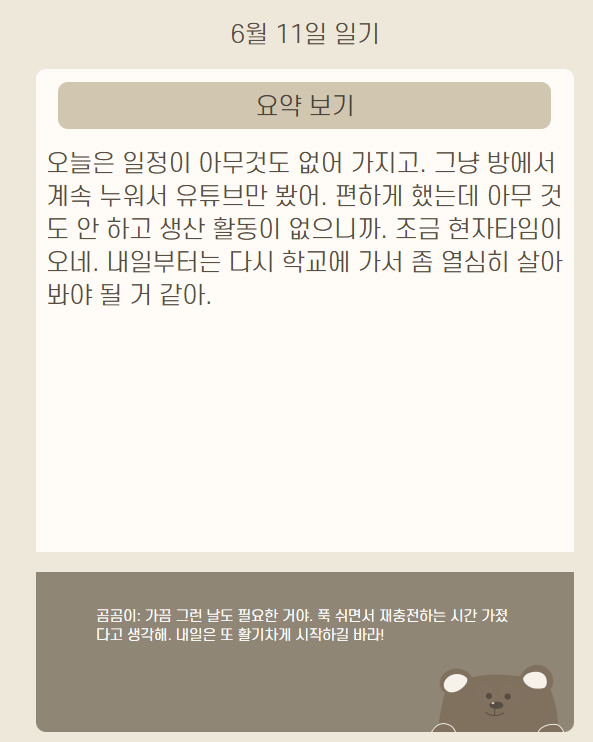 6월 11일 일기
요약 보기
오늘은 일정이 아무것도 없어 가지고. 그냥 방에서
계속 누워서 유튜브만 봤어. 편하게 했는데 아무 것
도 안 하고 생산 활동이 없으니까. 조금 현자타임이
오네. 내일부터는 다시 학교에 가서 좀 열심히 살아
봐야 될 거 같아.
곰곰이: 가끔 그런 날도 필요한 거야. 푹 쉬면서 재충전하는 시간 가졌
다고 생각해. 내일은 또 활기차게 시작하길 바라!